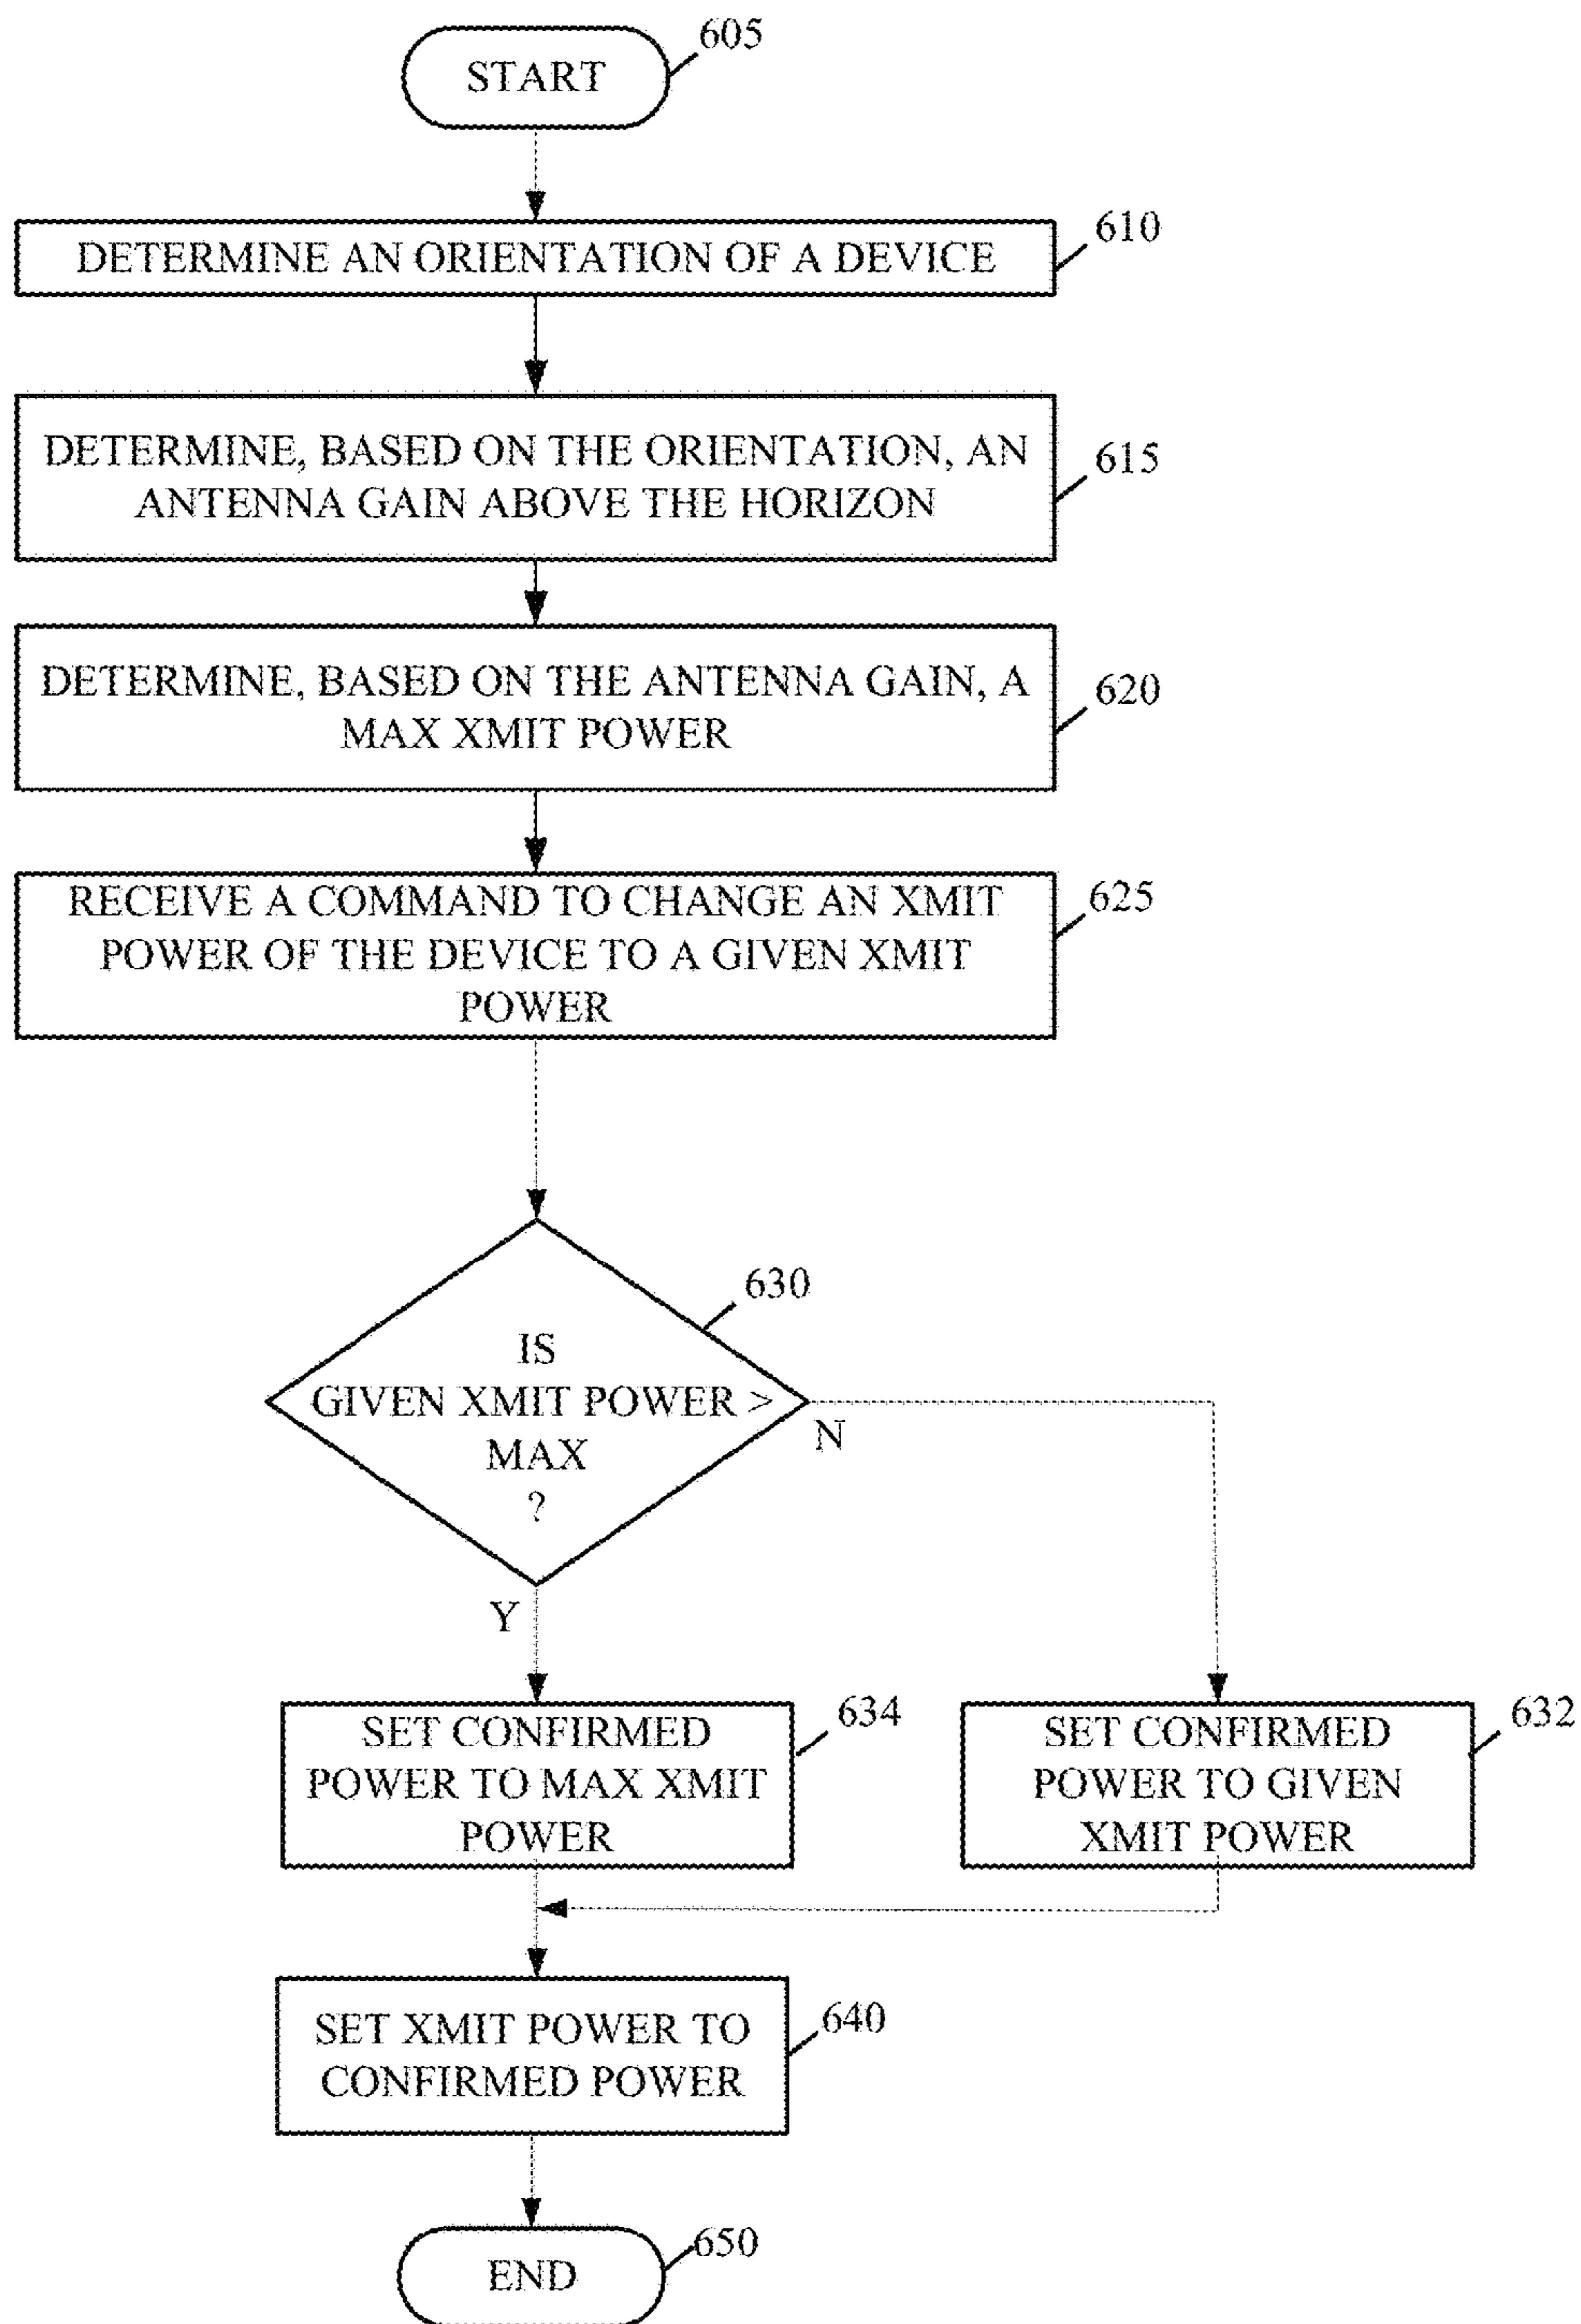 START
605
DETERMINE AN ORIENTATION OF A DEVICE
610
DETERMINE, BASED ON THE ORIENTATION, AN
ANTENNA GAIN ABOVE THE HORIZON
615
DETERMINE, BASED ON THE ANTENNA GAIN, A
MAX XMIT POWER
620
RECEIVE A COMMAND TO CHANGE AN XMIT
POWER OF THE DEVICE TO A GIVEN XMIT
POWER
625
630
IS
GIVEN XMIT POWER >
MAX
?
N
Y
SET CONFIRMED
POWER TO MAX XMIT
POWER
634
SET CONFIRMED
POWER TO GIVEN
XMIT POWER
632
SET XMIT POWER TO
CONFIRMED POWER
640
END
650